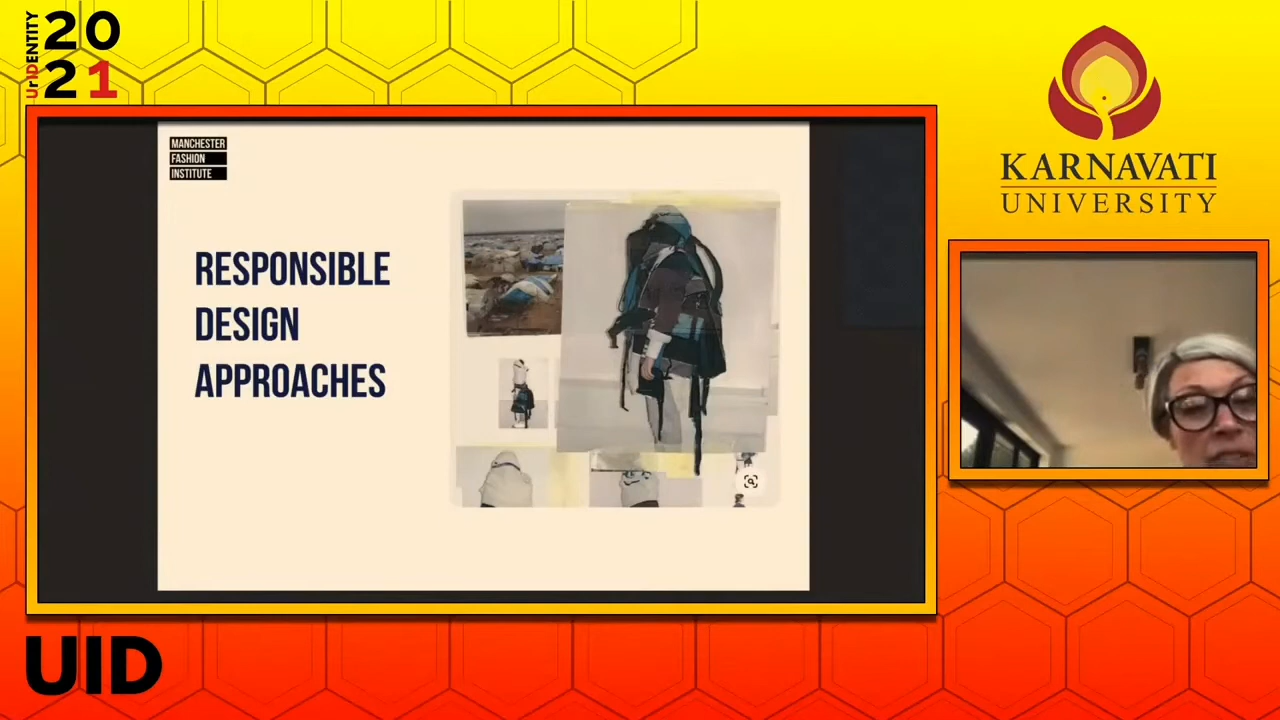 UrIDENTITY
20
21
MANCHESTER
FASHION
INSTITUTE
RESPONSIBLE
DESIGN
APPROACHES
KARNAVATI
UNIVERSITY
UID